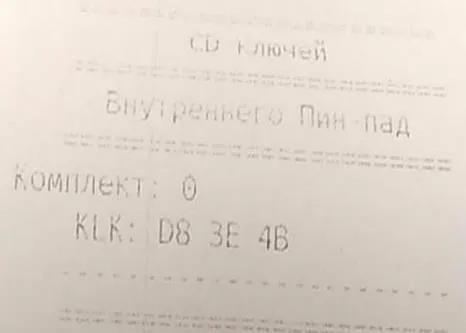 CD Ключей
Внутреннего Пин-пад
Комплект: 0
KLK: D8 3E 4B